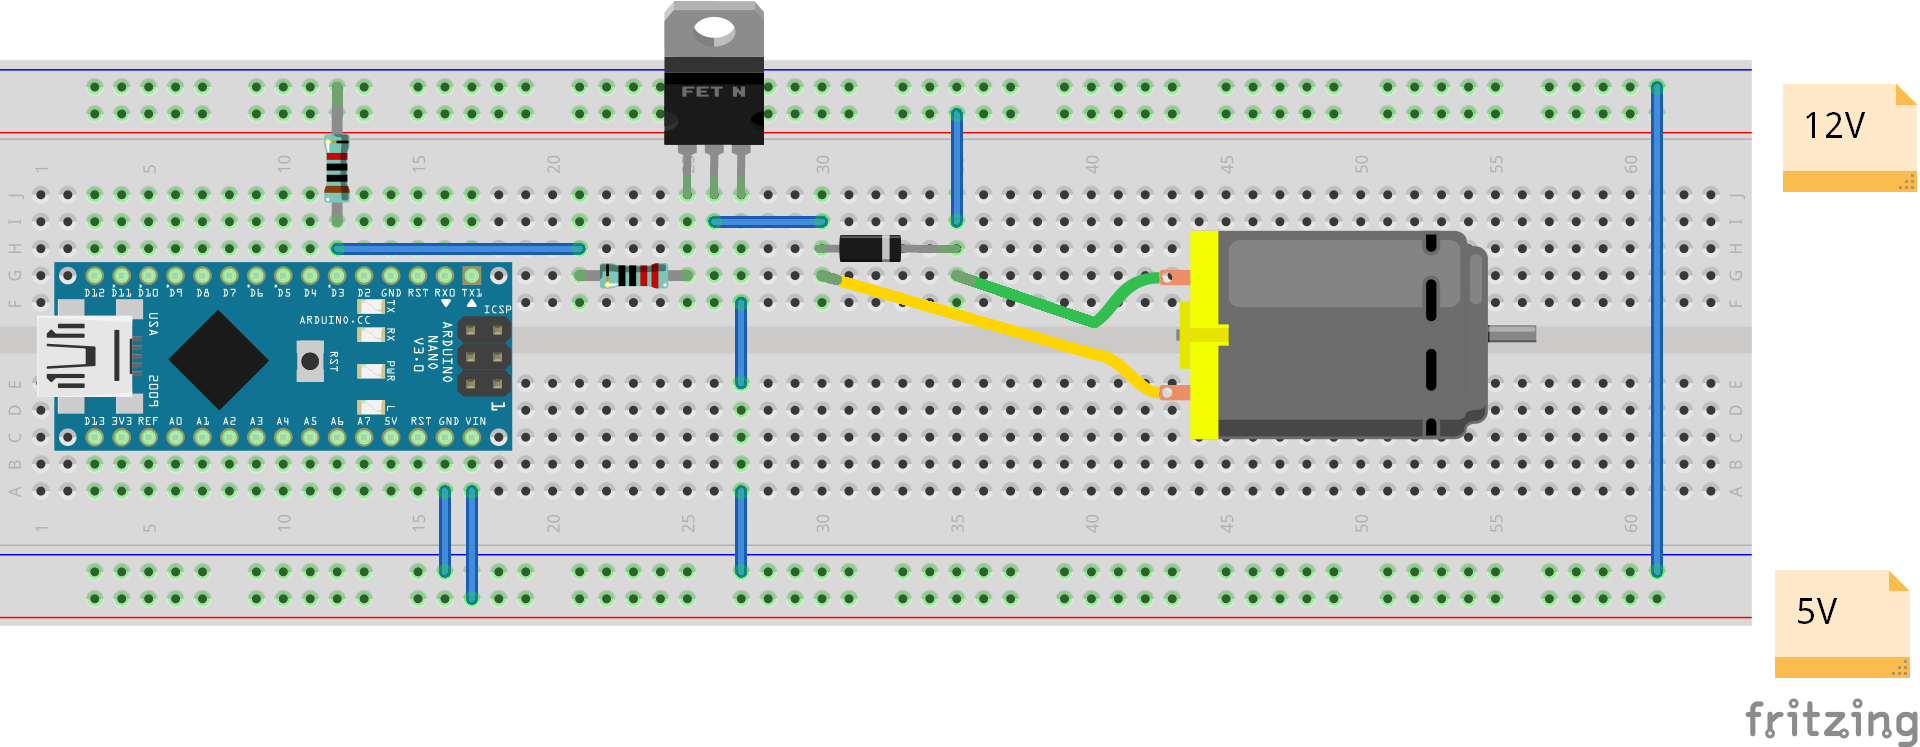 FET N
12V
1 5 10 15 20 25 30 35 40 45 50 55 60
J J
I I
H H
G G
F F
D12 D11 D10 D9 D8 D7 D6 D5 D4 D3 D2 GND RST RX0 TX1
ICSP
ARDUINO.CC
TX
RX
PWR
L
RST
USA
2009
ARDUINO
NANO
V3.0
1
E E
D D
C C
B B
A A
D13 3V3 REF A0 A1 A2 A3 A4 A5 A6 A7 5V RST GND VIN
1 5 10 15 20 25 30 35 40 45 50 55 60
5V
fritzing